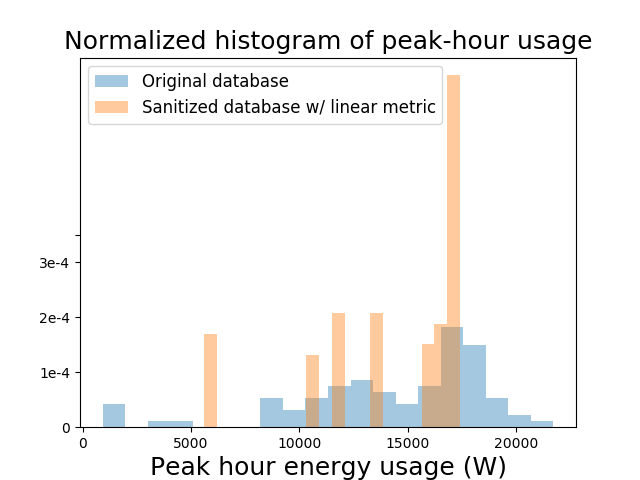 Normalized histogram of peak-hour usage
Original database
Sanitized database w/ linear metric
3e-4
2e-4
1e-4
0
0 5000 10000 15000 20000
Peak hour energy usage (W)